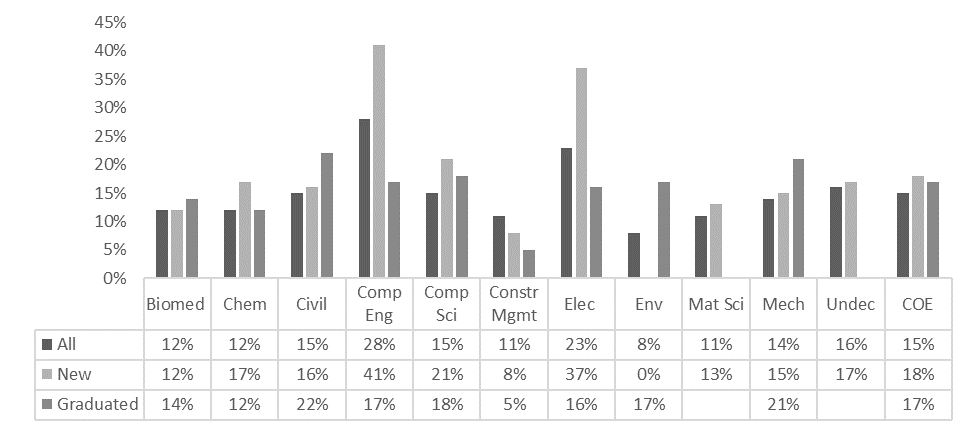 45%
40%
35%
30%
25%
20%
15%
10%
5%
0%
Biomed Chem Civil Comp Eng Comp Sci Constr Mgmt Elec Env Mat Sci Mech Undec COE
All 12% 12% 15% 28% 15% 11% 23% 8% 11% 14% 16% 15%
New 12% 17% 16% 41% 21% 8% 37% 0% 13% 15% 17% 18%
Graduated 14% 12% 22% 17% 18% 5% 16% 17% 21% 17%